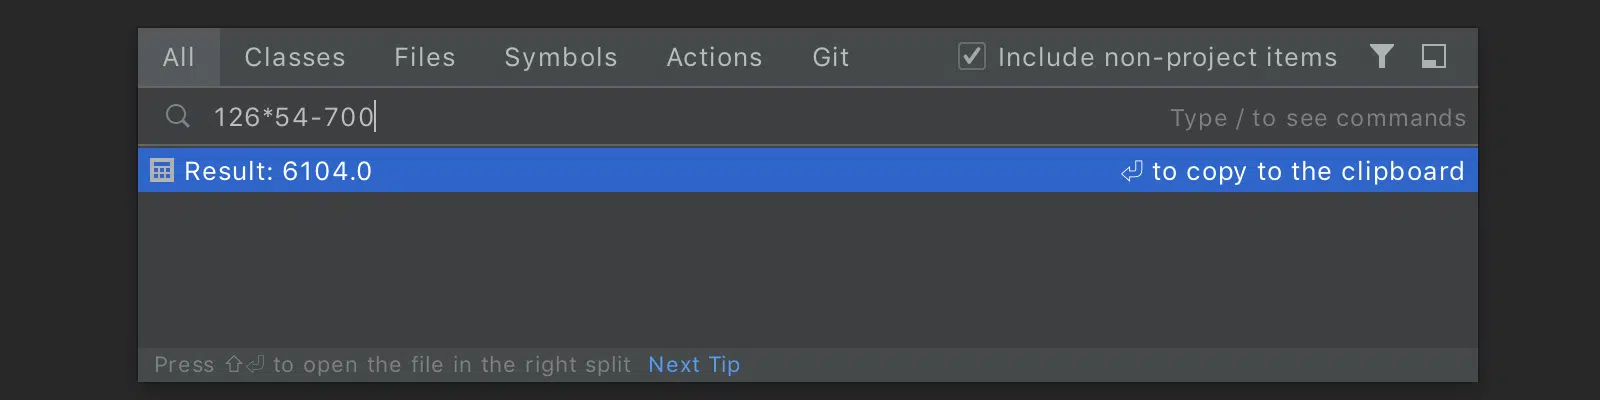 All Classes Files Symbols Actions Git Include non-project items
126*54-700 Type / to see commands
Result: 6104.0 ⏎ to copy to the clipboard
Press ⇧⏎ to open the file in the right split Next Tip